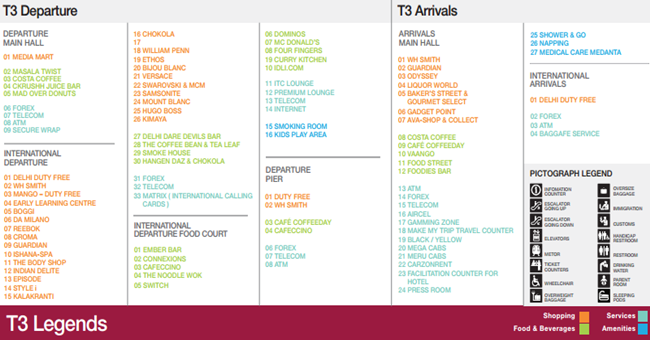 T3 Departure
DEPARTURE
MAIN HALL
01 MEDIA MART
02 MASALA TWIST
03 COSTA COFFEE
04 CKRUSHH JUICE BAR
05 MAD OVER DONUTS
06 FOREX
07 TELECOM
08 ATM
09 SECURE WRAP
INTERNATIONAL
DEPARTURE
01 DELHI DUTY FREE
02 WH SMITH
03 MANGO – DUTY FREE
04 EARLY LEARNING CENTRE
05 BOGGI
06 DA MILANO
07 REEBOK
08 CROMA
09 GUARDIAN
10 ISHANA-SPA
11 THE BODY SHOP
12 INDIAN DELITE
13 EPISODE
14 STYLE i
15 KALAKRANTI
16 CHOKOLA
17
18 WILLIAM PENN
19 ETHOS
20 BIJOU BLANC
21 VERSACE
22 SWAROVSKI & MCM
23 SAMSONITE
24 MOUNT BLANC
25 HUGO BOSS
26 KIMAYA
27 DELHI DARE DEVILS BAR
28 THE COFFEE BEAN & TEA LEAF
29 SMOKE HOUSE
30 HANGEN DAZ & CHOKOLA
31 FOREX
32 TELECOM
33 MATRIX ( INTERNATIONAL CALLING
CARDS )
INTERNATIONAL
DEPARTURE FOOD COURT
01 EMBER BAR
02 CONNEXIONS
03 CAFECCINO
04 THE NOODLE WOK
05 SWITCH
06 DOMINOS
07 MC DONALD'S
08 FOUR FINGERS
19 CURRY KITCHEN
10 IDLI.COM
11 ITC LOUNGE
12 PREMIUM LOUNGE
13 TELECOM
14 INTERNET
15 SMOKING ROOM
16 KIDS PLAY AREA
DEPARTURE
PIER
01 DUTY FREE
02 WH SMITH
03 CAFÉ COFFEEDAY
04 CAFECCINO
06 FOREX
07 TELECOM
08 ATM
T3 Arrivals
ARRIVALS
MAIN HALL
01 WH SMITH
02 GUARDIAN
03 ODYSSEY
04 LIQUOR WORLD
05 BAKER'S STREET &
GOURMET SELECT
06 GADGET POINT
07 AVA-SHOP & COLLECT
08 COSTA COFFEE
09 CAFÉ COFFEEDAY
10 VAANGO
11 FOOD STREET
12 FOODIES BAR
13 ATM
14 FOREX
15 TELECOM
16 AIRCEL
17 GAMMING ZONE
18 MAKE MY TRIP TRAVEL COUNTER
19 BLACK / YELLOW
20 MEGA CABS
21 MERU CABS
22 CARZONRENT
23 FACILITATION COUNTER FOR
HOTEL
24 PRESS ROOM
25 SHOWER & GO
26 NAPPING
27 MEDICAL CARE MEDANTA
INTERNATIONAL
ARRIVALS
01 DELHI DUTY FREE
02 FOREX
03 ATM
04 BAGGAFE SERVICE
PICTOGRAPH LEGEND
INFOMATION
COUNTER
ESCALATOR
GOING UP
ESCALATOR
GOING DOWN
ELEVATORS
MOTOR
TICKET
COUNTERS
WHEELCHAIR
OVERWEIGHT
BAGGAGE
OVERSIZE
BAGGAGE
IMMIGRATION
CUSTOMS
HANDICAP
RESTROOM
RESTROOM
DRINKING
WATER
PARENT
ROOM
SLEEPING
PODS
T3 Legends
Shopping
Food & Beverages
Services
Amenities